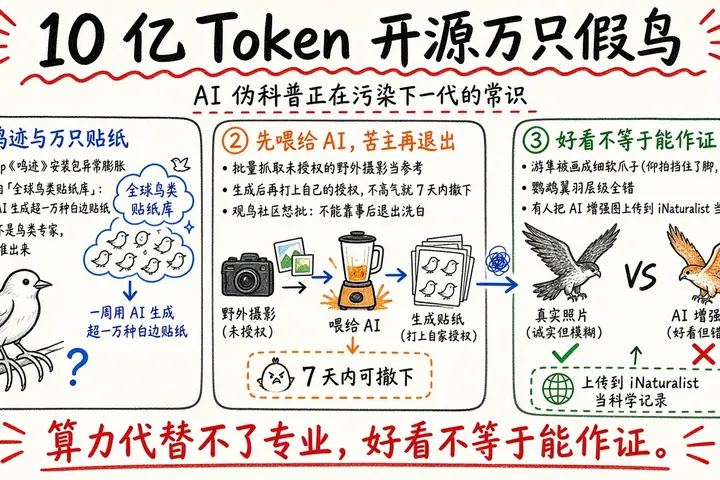 10 亿 Token 开源万只假鸟
AI 伪科普正在污染下一代的常识
鸣迹与万只贴纸
p《鸣迹》安装包异常膨胀
「全球鸟类贴纸库」:
AI 生成超一万种白边贴纸
不是鸟类专家,
推出来
全球鸟类
贴纸库
一周用 AI 生成
超一万种白边贴纸
?
② 先喂给 AI, 苦主再退出
• 批量抓取未授权的野外摄影当参考
• 生成后再打上自己的授权, 不高气就 7 天内撤下
• 观鸟社区怒批: 不能靠事后退出洗白
野外摄影
(未授权)
喂给 AI
生成贴纸
(打上自家授权)
7 天内可撤下
③ 好看不等于能作证
• 游隼被画成细软爪子(仰拍挡住了脚,
• 鹦鹉翼羽层级全错
• 有人把 AI 增强图上传到 iNaturalist 当
VS
真实照片
(诚实但模糊)
AI 增强
(好看但错
上传到 iNaturalist
当科学记录
算力代替不了专业, 好看不等于能作证。